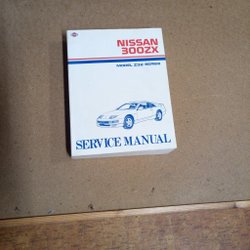 NISSAN
300ZX
MODEL Z32 SERIES
SERVICE MANUAL